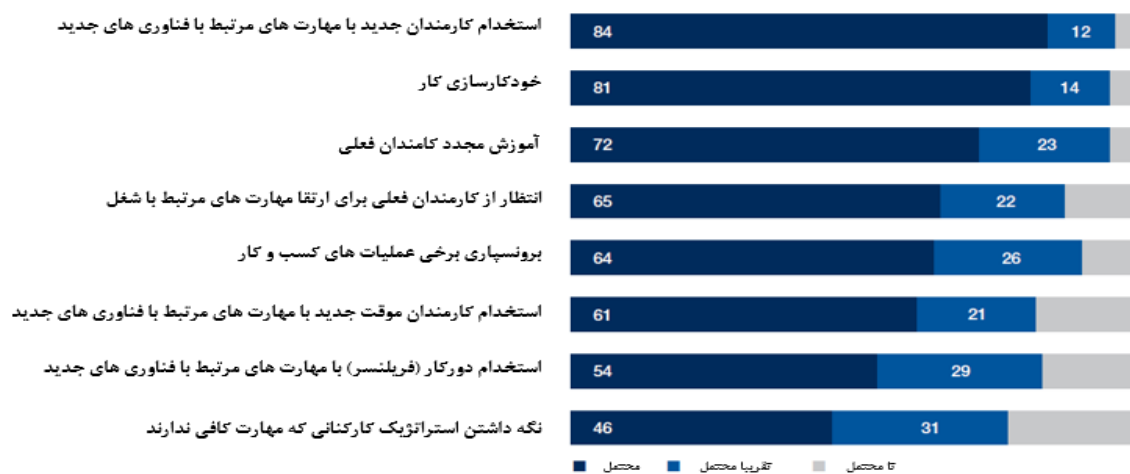 استخدام کارمندان جدید با مهارت های مرتبط با فناوری های جدید
84 12
خودکارسازی کار
81 14
آموزش مجدد کامندان فعلی
72 23
انتظار از کارمندان فعلی برای ارتقا مهارت های مرتبط با شغل
65 22
برونسپاری برخی عملیات های کسب و کار
64 26
استخدام کارمندان موقت جدید با مهارت های مرتبط با فناوری های جدید
61 21
استخدام دورکار (فریلنسر) با مهارت های مرتبط با فناوری های جدید
54 29
نگه داشتن استراتژیک کارکنانی که مهارت کافی ندارند
46 31
محتمل تقریبا محتمل نا محتمل